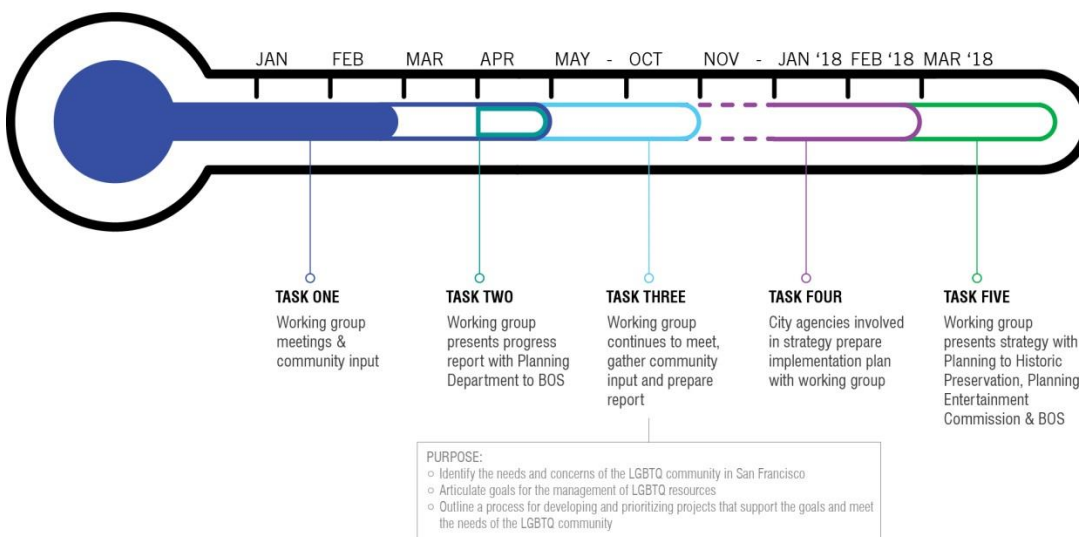 JAN FEB MAR APR MAY - OCT NOV - JAN ‘18 FEB ‘18 MAR ‘18
TASK ONE
Working group
meetings &
community input
TASK TWO
Working group
presents progress
report with Planning
Department to BOS
TASK THREE
Working group
continues to meet,
gather community
input and prepare
report
TASK FOUR
City agencies involved
in strategy prepare
implementation plan
with working group
TASK FIVE
Working group
presents strategy with
Planning to Historic
Preservation, Planning
Entertainment
Commission & BOS
PURPOSE:
○ Identify the needs and concerns of the LGBTQ community in San Francisco
○ Articulate goals for the management of LGBTQ resources
○ Outline a process for developing and prioritizing projects that support the goals and meet
the needs of the LGBTQ community